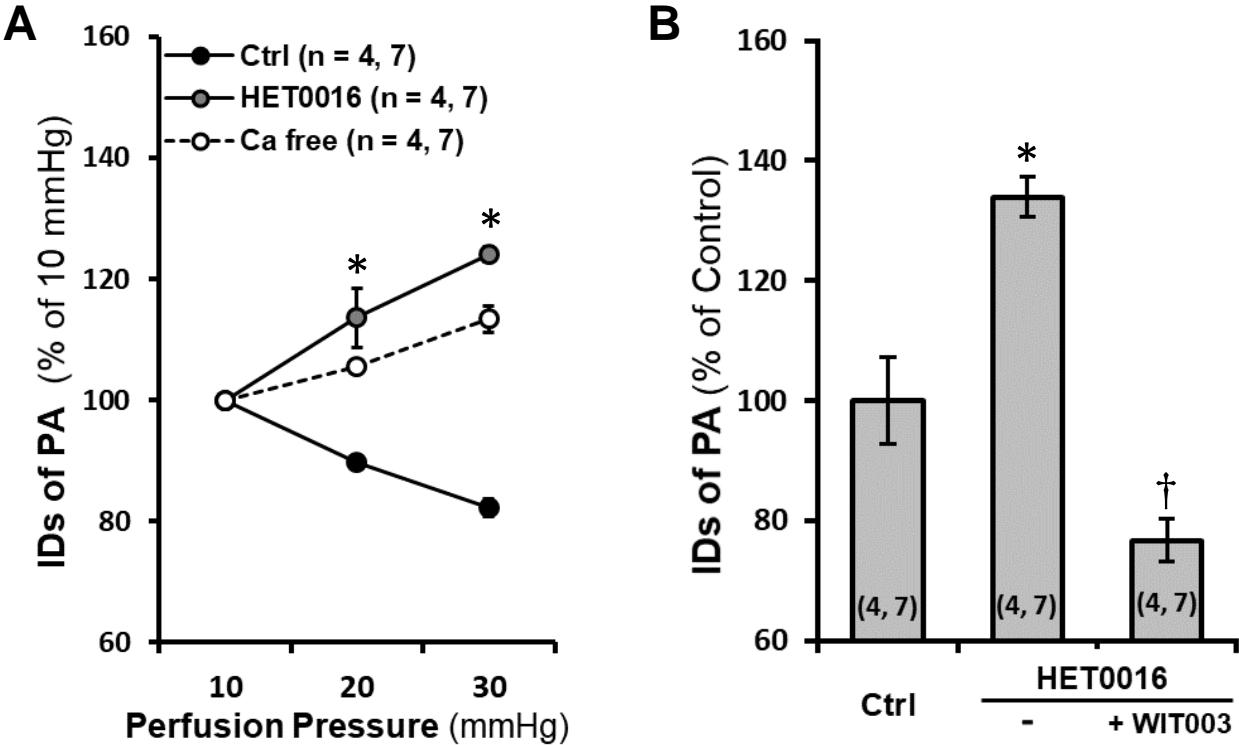 A
160
140
120
100
80
60
IDs of PA (% of 10 mmHg)
Ctrl (n = 4, 7)
HET0016 (n = 4, 7)
Ca free (n = 4, 7)
*
*
10 20 30
Perfusion Pressure (mmHg)
B
160
140
120
100
80
60
IDs of PA (% of Control)
*
†
(4, 7) (4, 7) (4, 7)
Ctrl
HET0016
- + WIT003